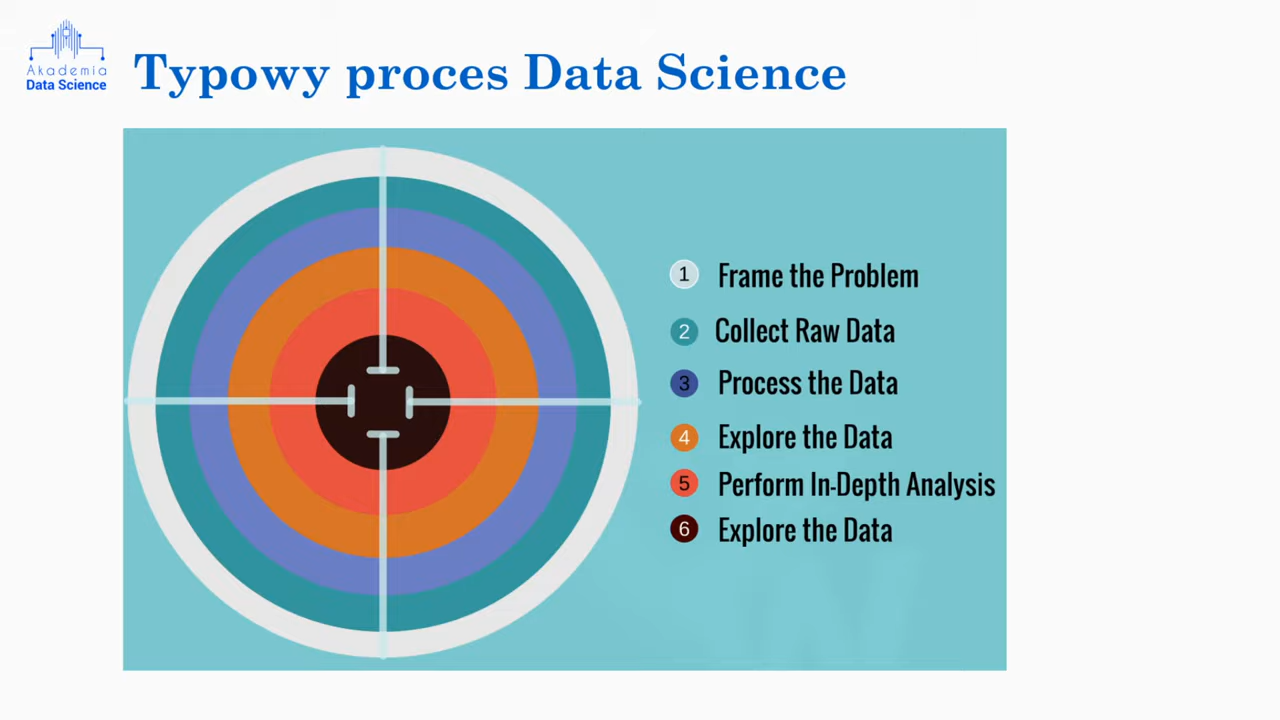 Akademia
Data Science
Typowy proces Data Science
1 Frame the Problem
2 Collect Raw Data
3 Process the Data
4 Explore the Data
5 Perform In-Depth Analysis
6 Explore the Data